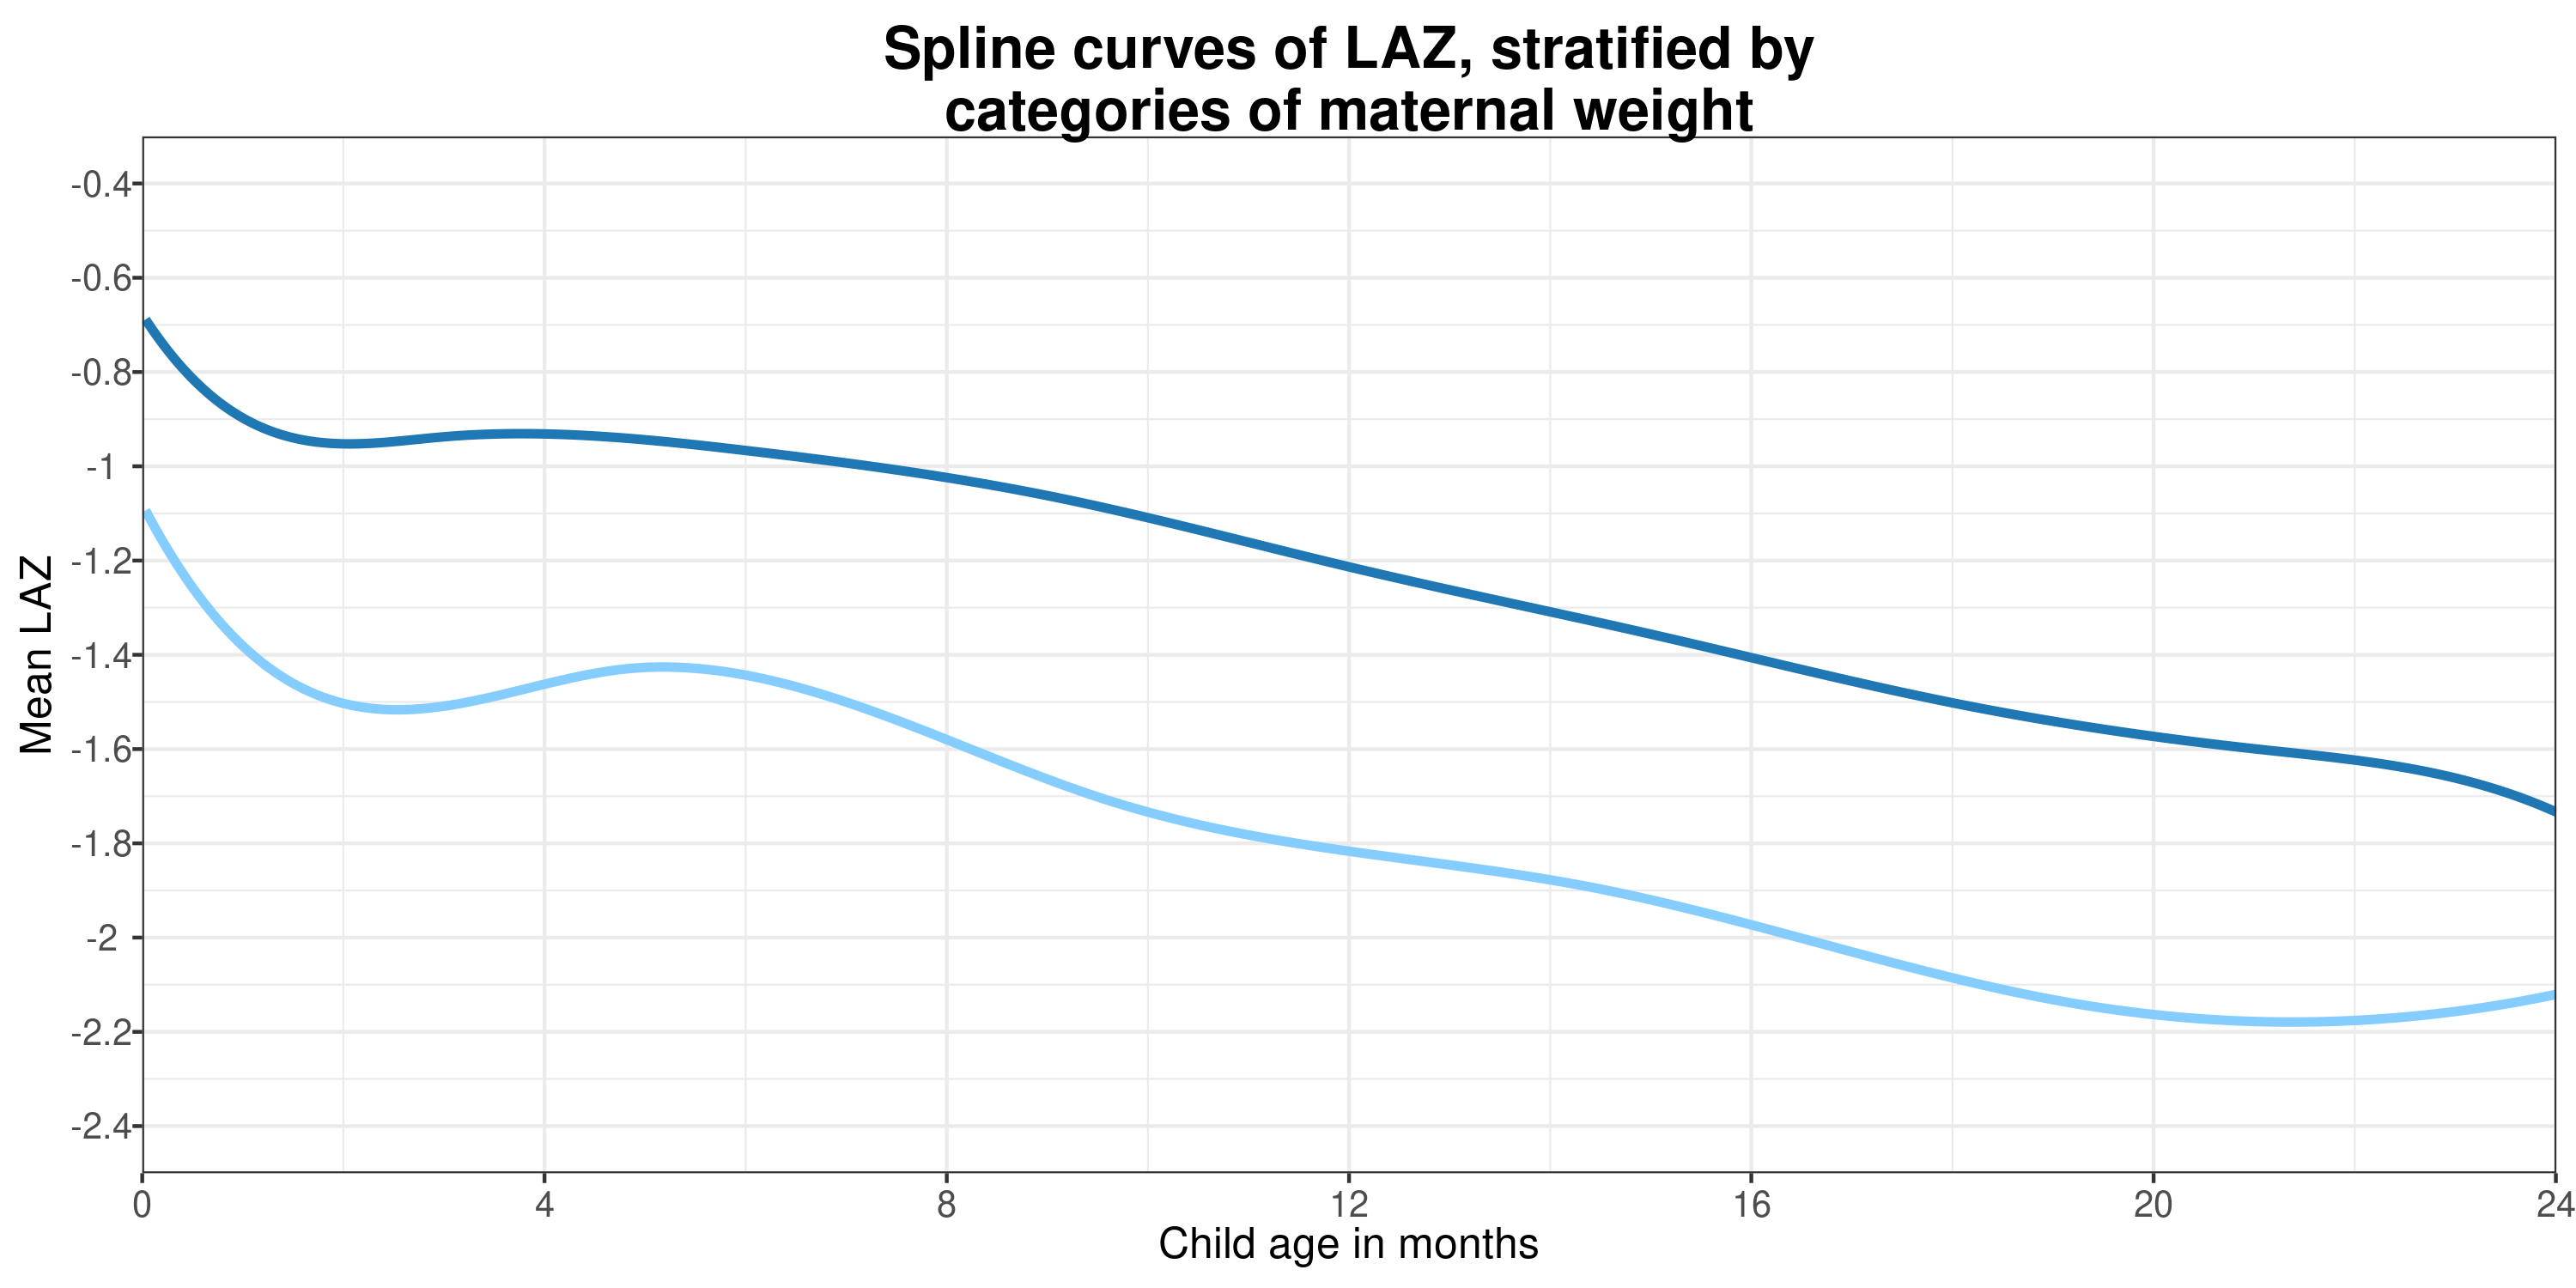 Spline curves of LAZ, stratified by
categories of maternal weight
Mean LAZ
-0.4
-0.6
-0.8
-1
-1.2
-1.4
-1.6
-1.8
-2
-2.2
-2.4
0 4 8 12 16 20 24
Child age in months